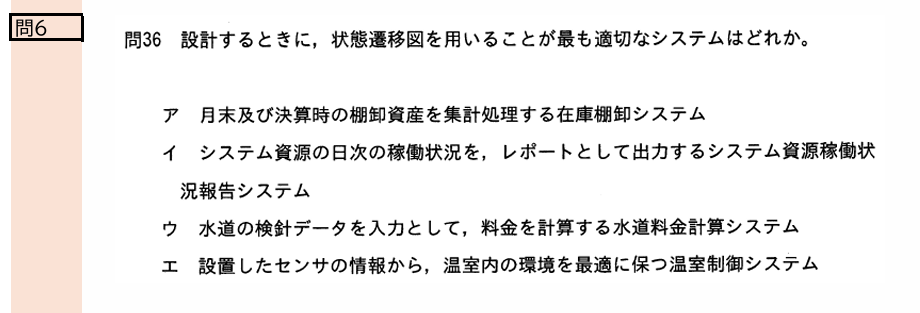 問6
問36 設計するときに，状態遷移図を用いることが最も適切なシステムはどれか。
ア 月末及び決算時の棚卸資産を集計処理する在庫棚卸システム
イ システム資源の日次の稼働状況を，レポートとして出力するシステム資源稼働状
況報告システム
ウ 水道の検針データを入力として，料金を計算する水道料金計算システム
エ 設置したセンサの情報から，温室内の環境を最適に保つ温室制御システム